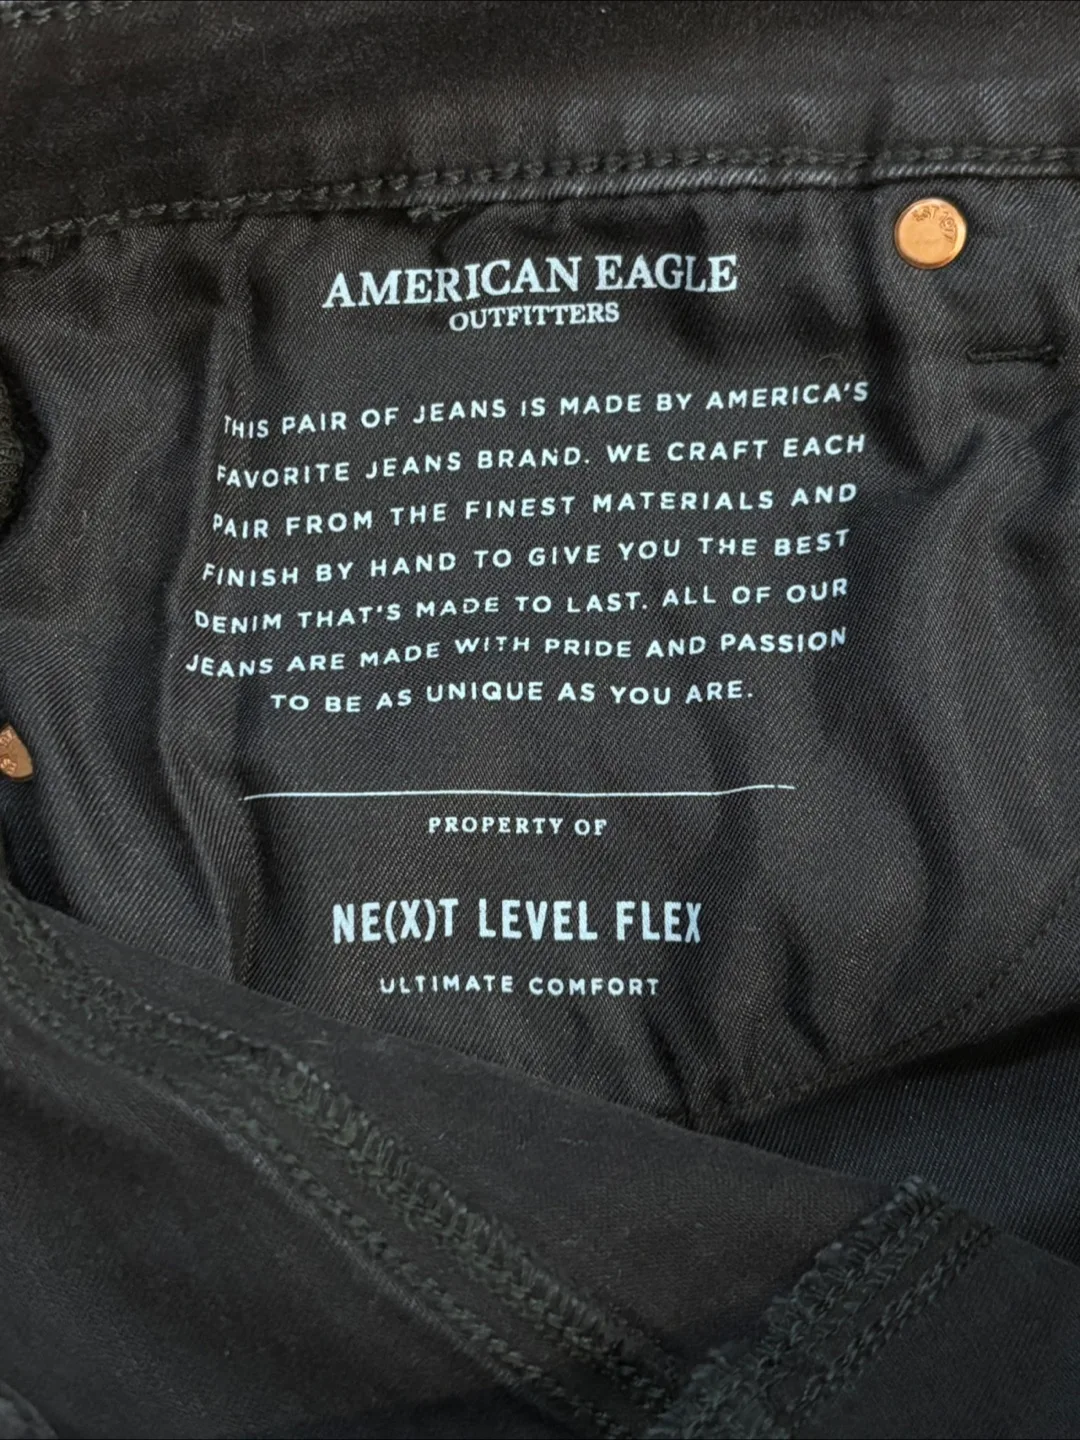 AMERICAN EAGLE
OUTFITTERS
THIS PAIR OF JEANS IS MADE BY AMERICA'S
FAVORITE JEANS BRAND. WE CRAFT EACH
PAIR FROM THE FINEST MATERIALS AND
FINISH BY HAND TO GIVE YOU THE BEST
DENIM THAT'S MADE TO LAST. ALL OF OUR
JEANS ARE MADE WITH PRIDE AND PASSION
TO BE AS UNIQUE AS YOU ARE.
PROPERTY OF
NE(X)T LEVEL FLEX
ULTIMATE COMFORT
EST 1977